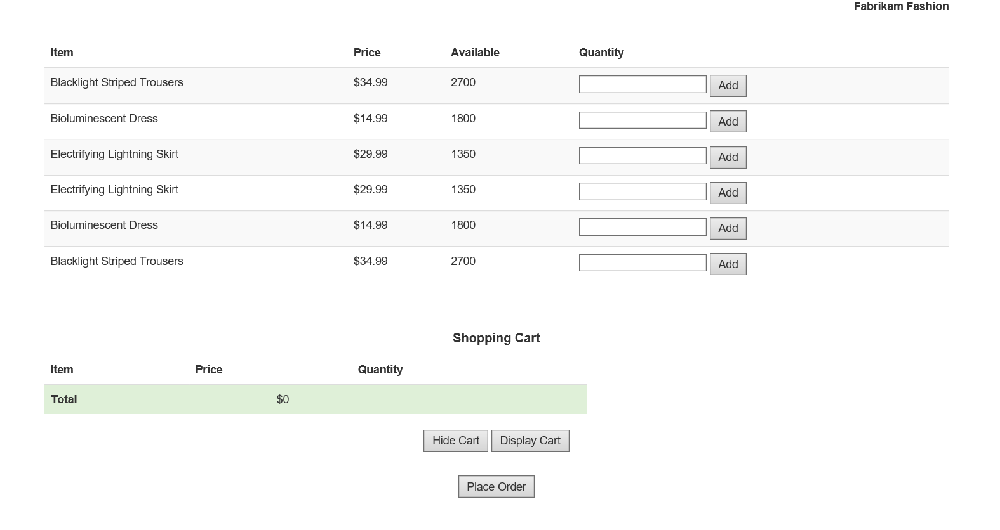 Fabrikam Fashion
Item Price Available Quantity
Blacklight Striped Trousers $34.99 2700 Add
Bioluminescent Dress $14.99 1800 Add
Electrifying Lightning Skirt $29.99 1350 Add
Electrifying Lightning Skirt $29.99 1350 Add
Bioluminescent Dress $14.99 1800 Add
Blacklight Striped Trousers $34.99 2700 Add
Shopping Cart
Item Price Quantity
Total $0
Hide Cart Display Cart
Place Order